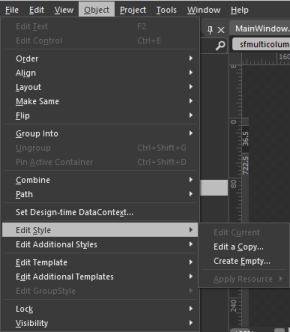 File Edit View Object Project Tools Window Help
Edit Text F2
Edit Control Ctrl+E
MainWindow.
sfmulticolum
Order
Align
Layout
Make Same
Flip
Group Into
Ungroup Ctrl+Shift+G
Pin Active Container Ctrl+Shift+D
Combine
Path
Set Design-time DataContext...
Edit Style
Edit Additional Styles
Edit Template
Edit Additional Templates
Edit GroupStyle
Lock
Visibility
Edit Current
Edit a Copy...
Create Empty...
Apply Resource
160
0
36.5
722.5
80
240